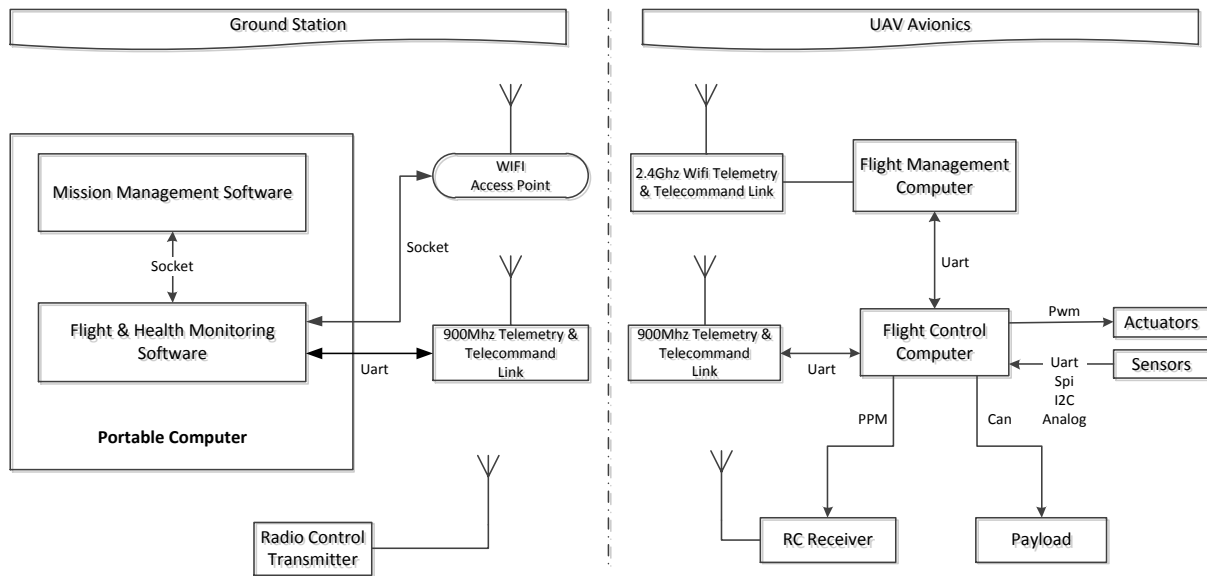 Ground Station
UAV Avionics
Mission Management Software
Socket
Flight & Health Monitoring
Software
Portable Computer
WIFI
Access Point
Socket
900Mhz Telemetry &
Telecommand
Link
Uart
Radio Control
Transmitter
2.4Ghz Wifi Telemetry
& Telecommand Link
Flight Management
Computer
Uart
900Mhz Telemetry &
Telecommand
Link
Uart
Flight Control
Computer
Pwm
Actuators
Sensors
Uart
Spi
I2C
Analog
PPM
Can
RC Receiver
Payload